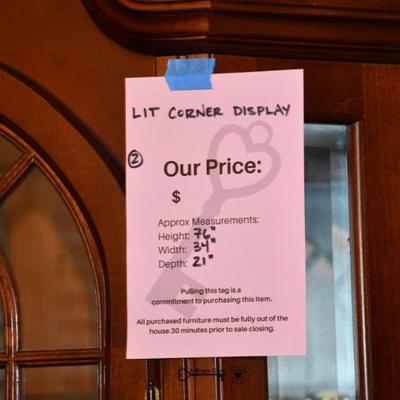 LIT CORNER DISPLAY
2
Our Price:
$
Approx Measurements:
Height: 76"
Width: 34"
Depth: 21"
Pulling this tag is a
commitment to purchasing this item.
All purchased furniture must be fully out of the
house 30 minutes prior to sale closing.